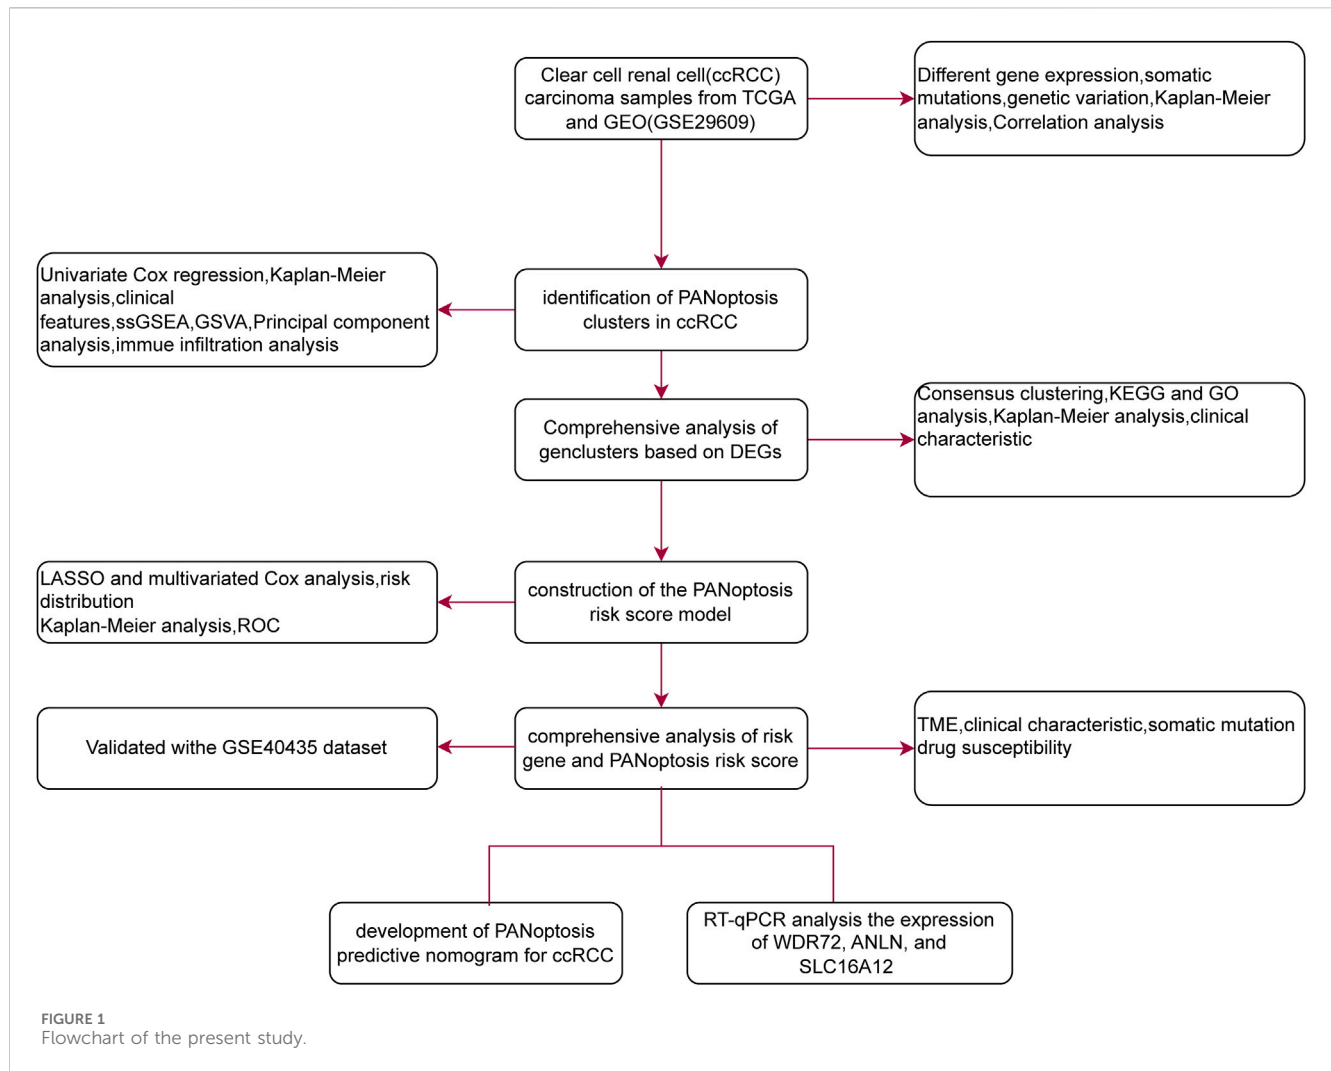 Clear cell renal cell(ccRCC)
carcinoma samples from TCGA
and GEO(GSE29609)
Different gene expression,somatic
mutations,genetic variation,Kaplan-Meier
analysis,Correlation analysis
Univariate Cox regression,Kaplan-Meier
analysis,clinical
features,ssGSEA,GSVA,Principal component
analysis,immue infiltration analysis
identification of PANoptosis
clusters in ccRCC
Comprehensive analysis of
genclusters based on DEGs
Consensus clustering,KEGG and GO
analysis,Kaplan-Meier analysis,clinical
characteristic
LASSO and multivariated Cox analysis,risk
distribution
Kaplan-Meier analysis,ROC
construction of the PANoptosis
risk score model
Validated withe GSE40435 dataset
comprehensive analysis of risk
gene and PANoptosis risk score
TME,clinical characteristic,somatic mutation
drug susceptibility
development of PANoptosis
predictive nomogram for ccRCC
RT-qPCR analysis the expression
of WDR72, ANLN, and
SLC16A12
FIGURE 1
Flowchart of the present study.